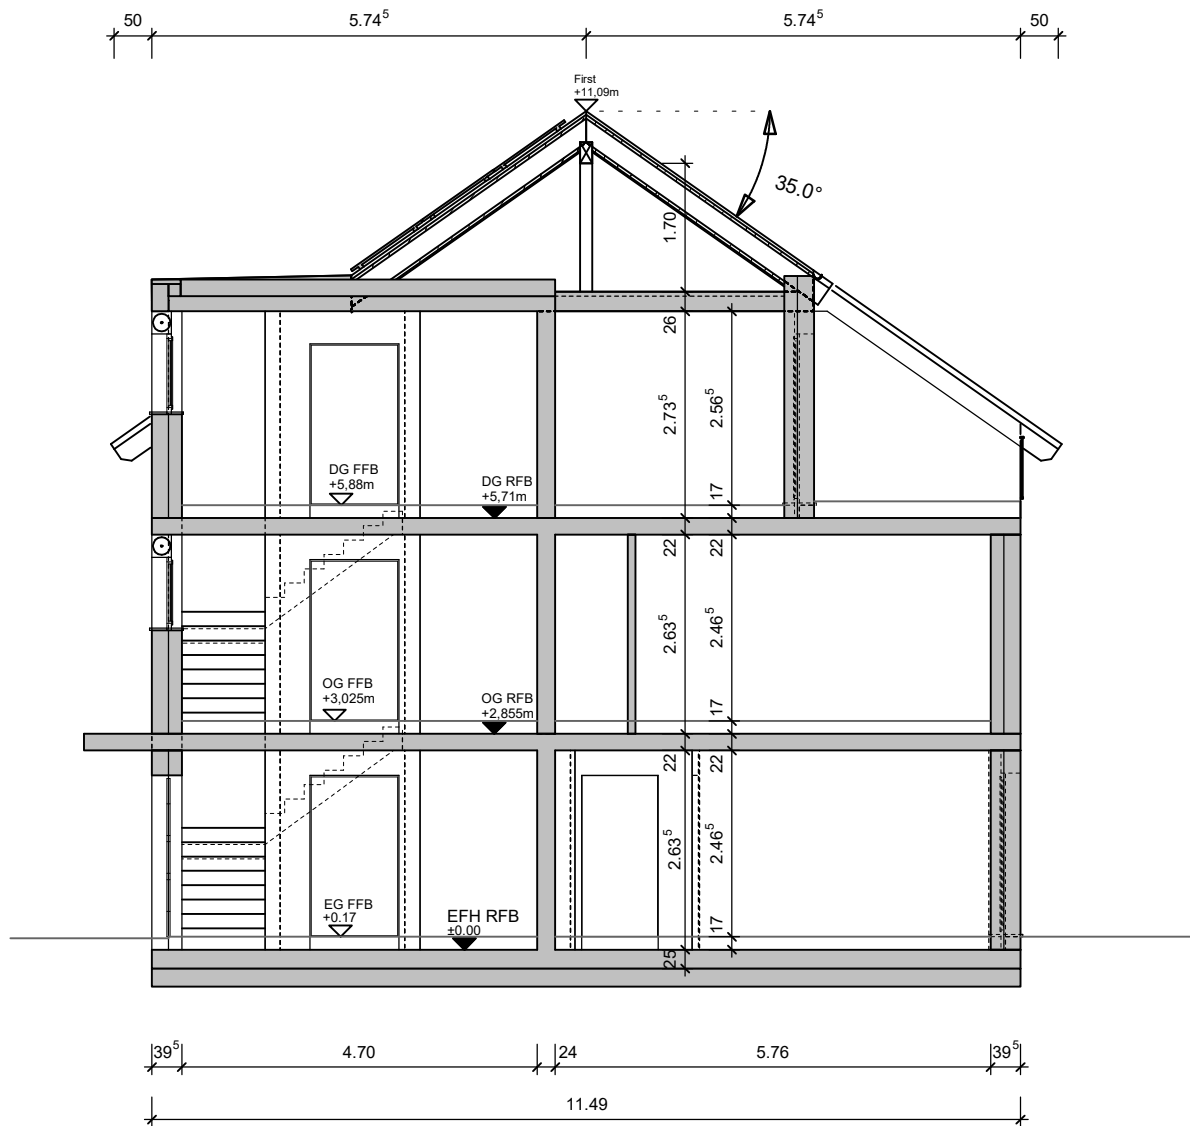 50
5.74⁵
5.74⁵
50
First
+11,09m
35.0°
1.70
26
2.73⁵
2.56⁵
DG FFB
+5,88m
DG RFB
+5,71m
17
22
22
2.63⁵
2.46⁵
OG FFB
+3,025m
OG RFB
+2,855m
17
22
22
2.63⁵
2.46⁵
EG FFB
+0.17
EFH RFB
±0.00
17
25
39⁵
4.70
24
5.76
39⁵
11.49